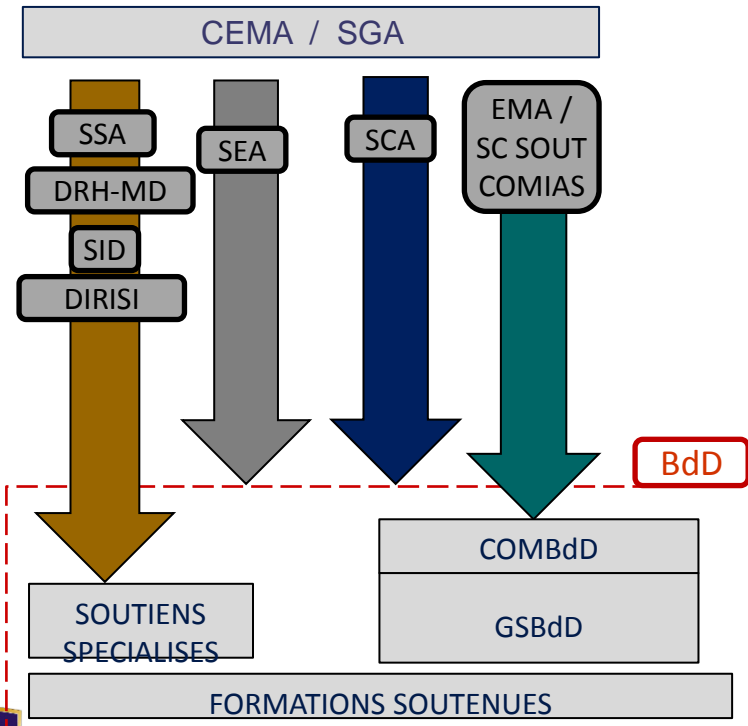 CEMA / SGA
SSA
DRH-MD
SID
DIRISI
SEA
SCA
EMA /
SC SOUT
COMIAS
BdD
COMBdD
GSBdD
SOUTIENS
SPECIALISES
FORMATIONS SOUTENUES